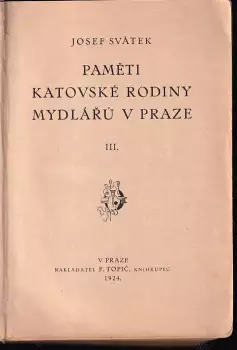 JOSEF SVÁTEK
PAMĚTI
KATOVSKÉ RODINY
MYDLÁŘŮ V PRAZE
III.
V PRAZE
NAKLADATEL F. TOPIČ, KNIHKUPEC
1924.